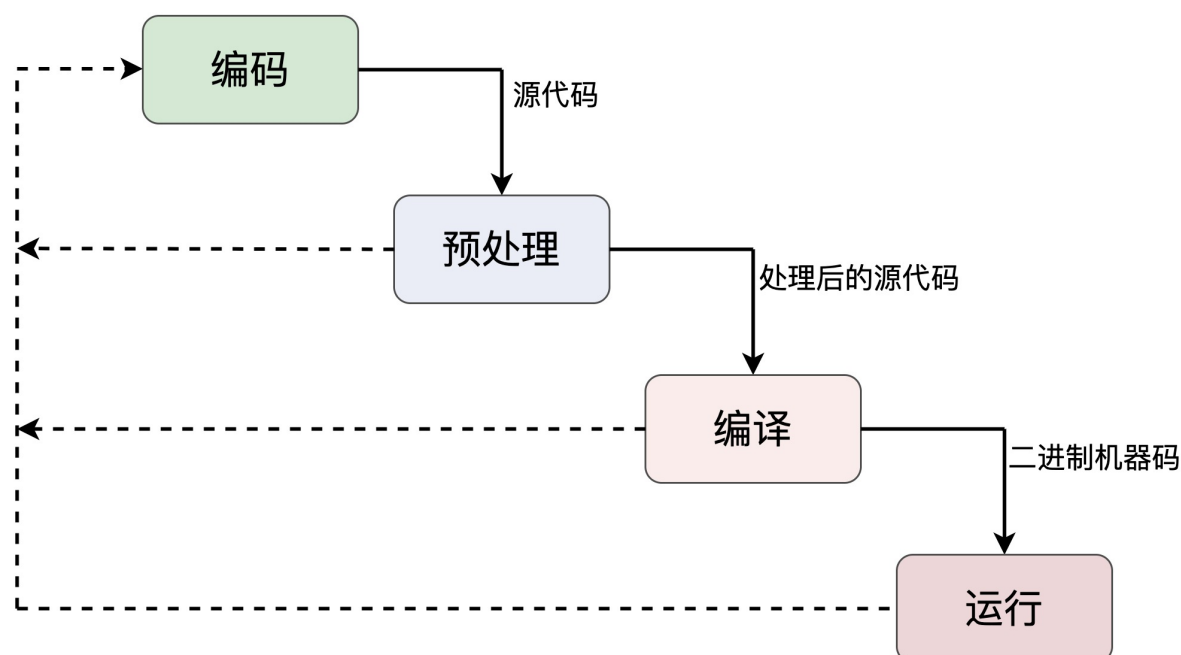 编码
源代码
预处理
处理后的源代码
编译
二进制机器码
运行